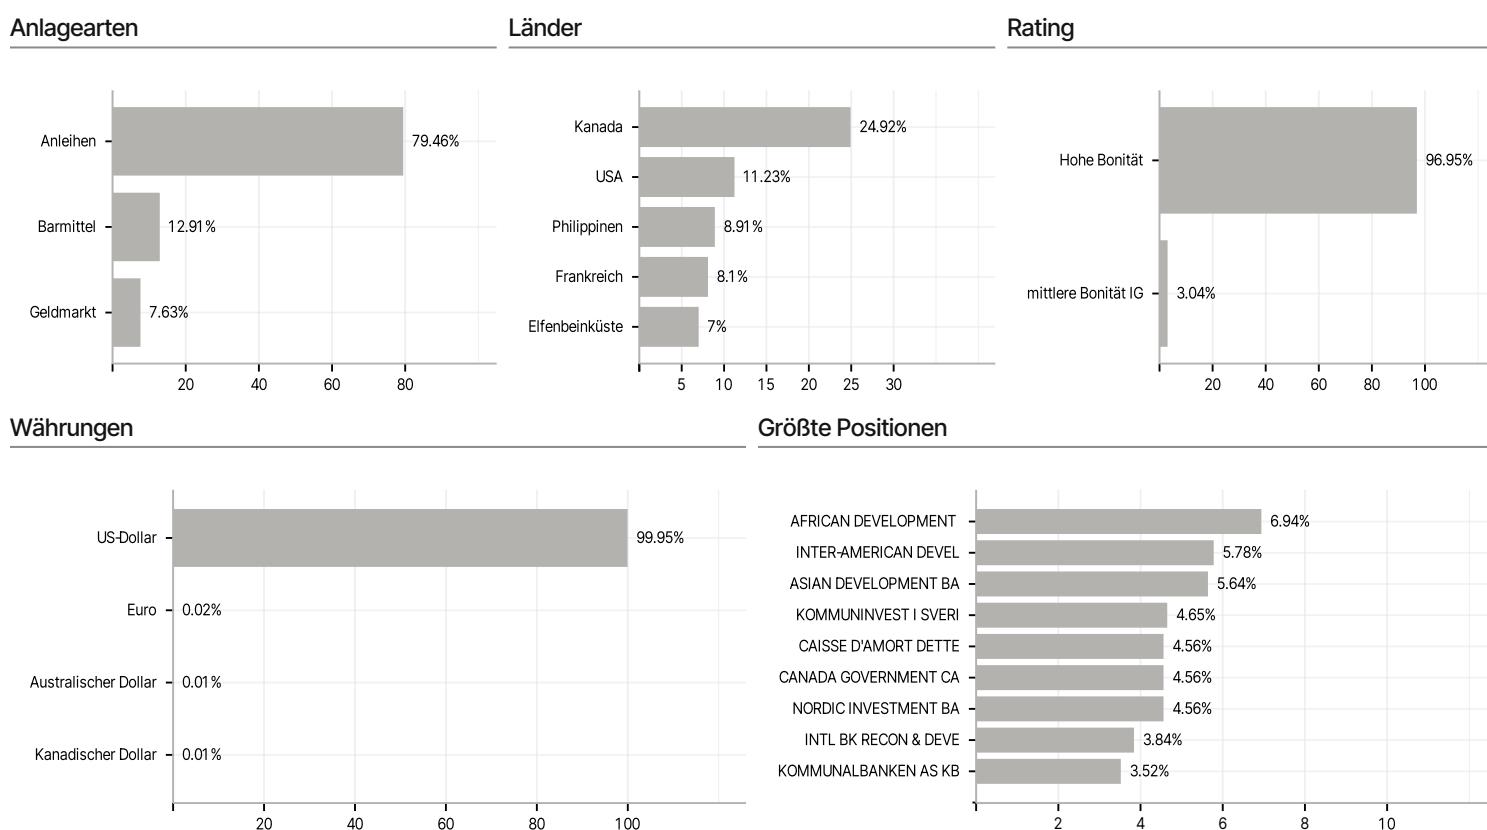 Anlagearten
Anleihen 79.46%
Barmittel 12.91%
Geldmarkt 7.63%
20 40 60 80
Länder
Kanada 24.92%
USA 11.23%
Philippinen 8.91%
Frankreich 8.1%
Elfenbeinküste 7%
5 10 15 20 25 30
Rating
Hohe Bonität 96.95%
mittlere Bonität IG 3.04%
20 40 60 80 100
Währungen
US-Dollar 99.95%
Euro 0.02%
Australischer Dollar 0.01%
Kanadischer Dollar 0.01%
20 40 60 80 100
Größte Positionen
AFRICAN DEVELOPMENT 6.94%
INTER-AMERICAN DEVEL 5.78%
ASIAN DEVELOPMENT BA 5.64%
KOMMUNINVEST I SVERI 4.65%
CAISSE D'AMORT DETTE 4.56%
CANADA GOVERNMENT CA 4.56%
NORDIC INVESTMENT BA 4.56%
INTL BK RECON & DEVE 3.84%
KOMMUNALBANKEN AS KB 3.52%
2 4 6 8 10